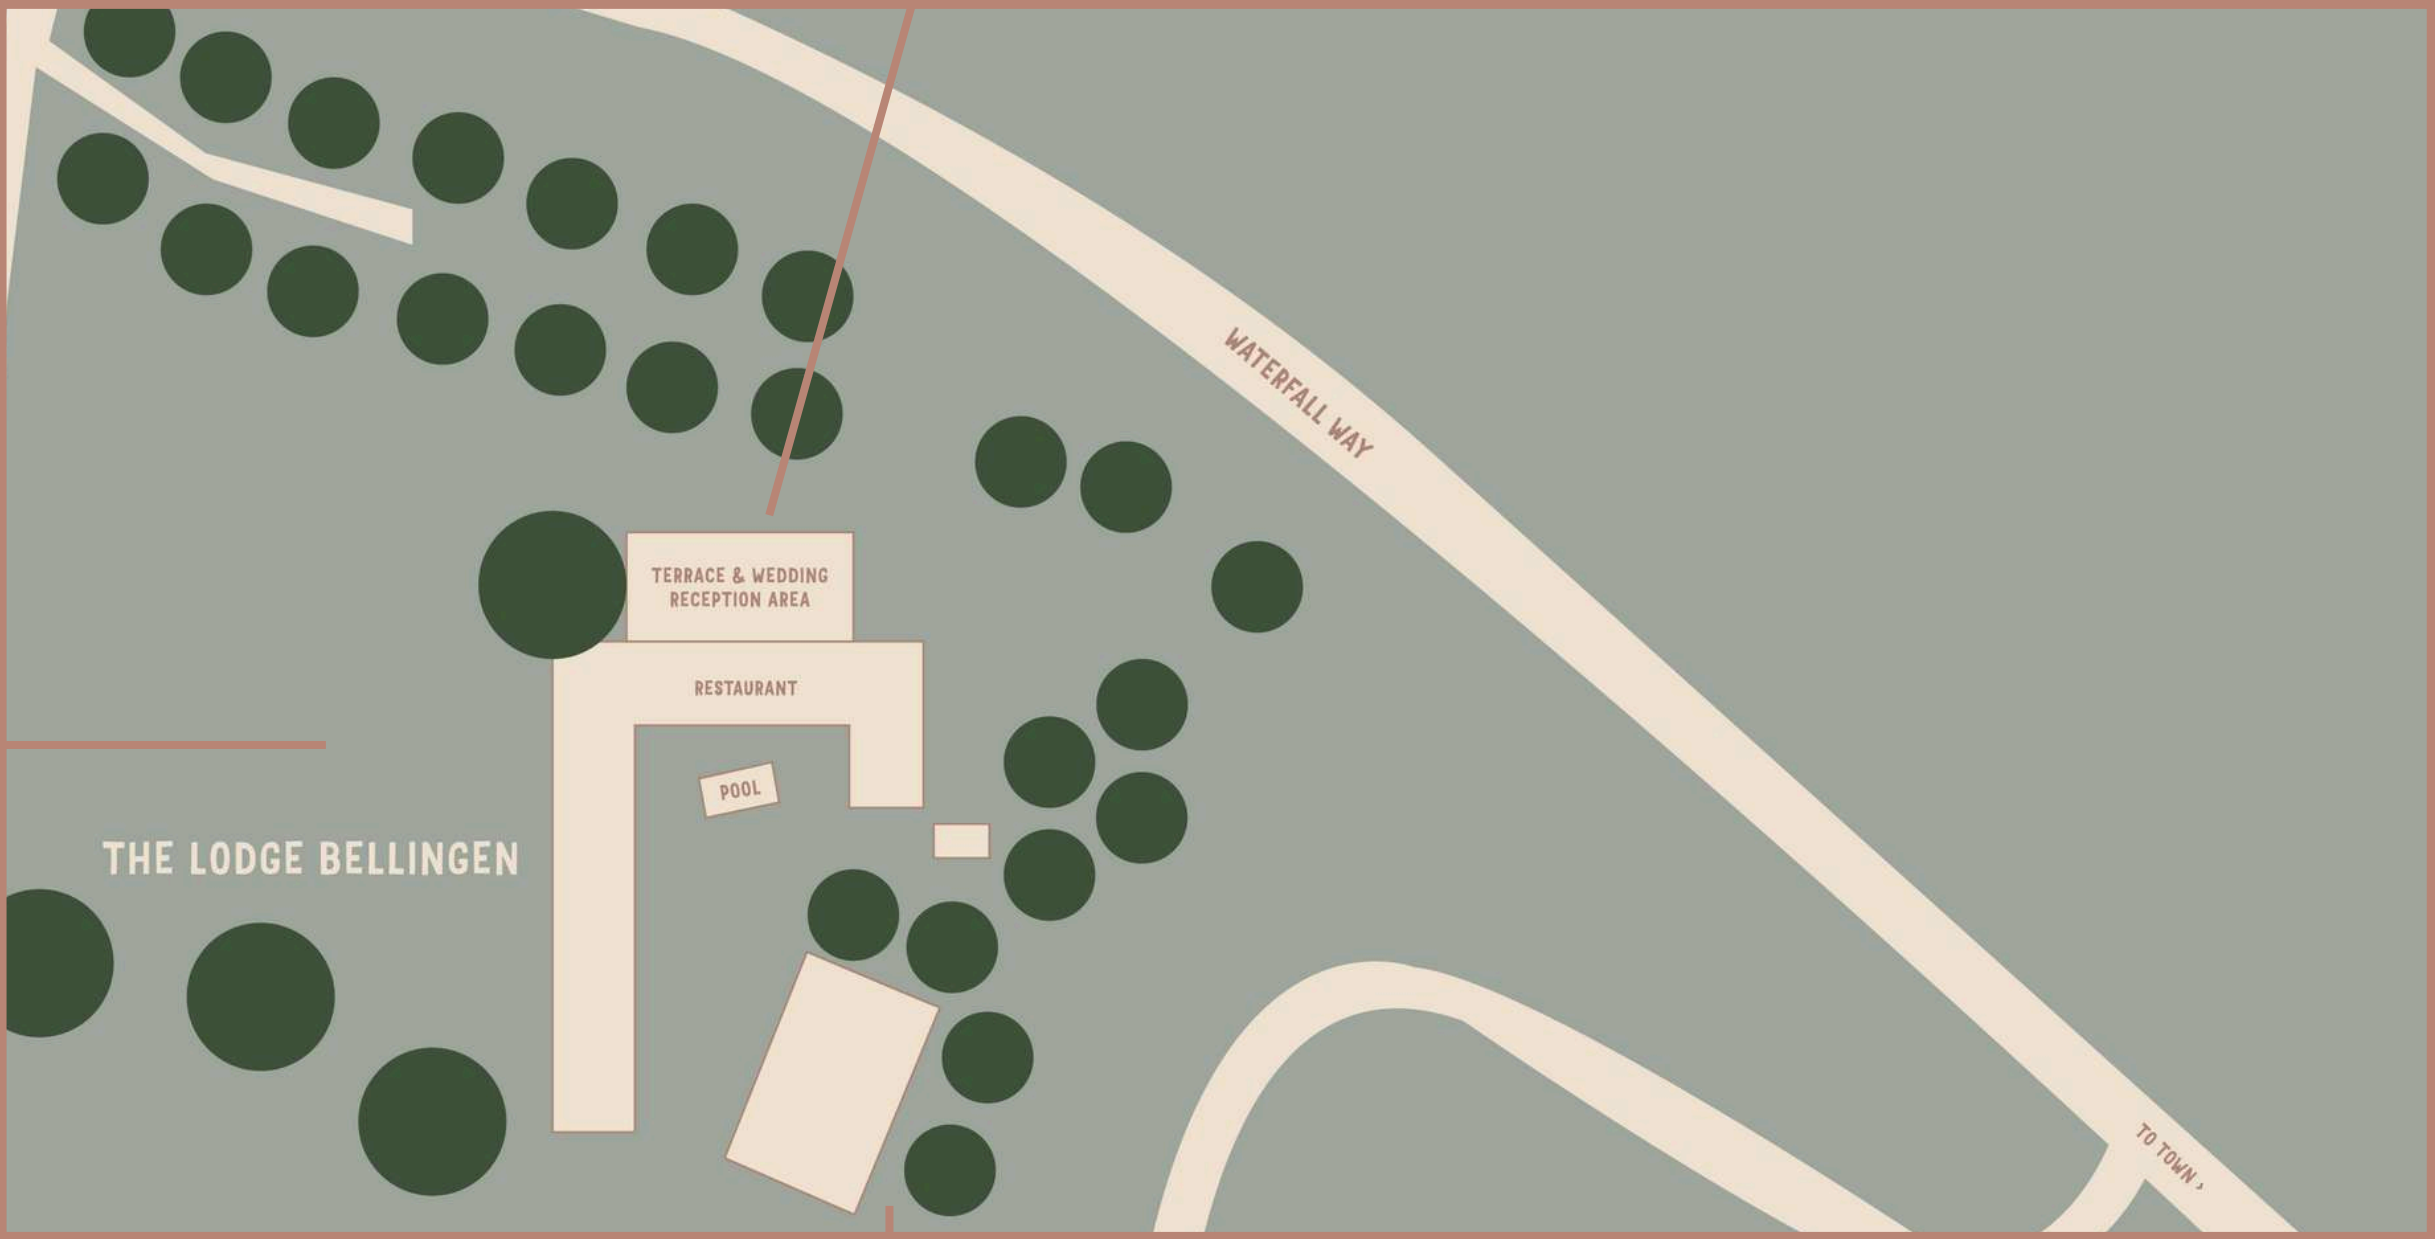 WATERFALL WAY
TERRACE & WEDDING
RECEPTION AREA
RESTAURANT
POOL
THE LODGE BELLINGEN
TO TOWN ›